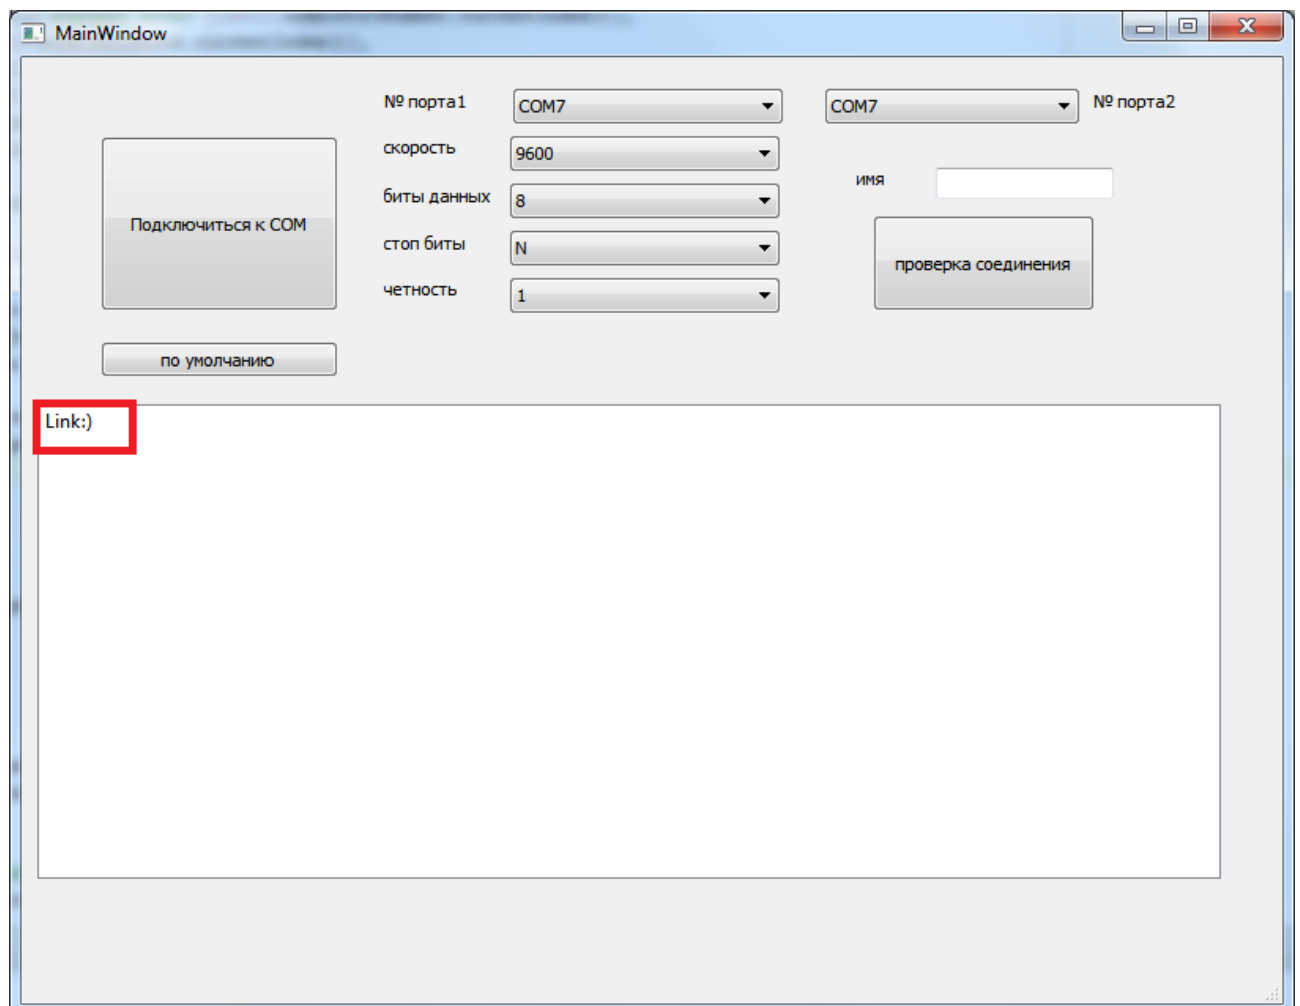 MainWindow
№ порта1
COM7
COM7
№ порта2
скорость
9600
имя
биты данных
8
Подключиться к COM
стоп биты
N
проверка соединения
четность
1
по умолчанию
Link:)